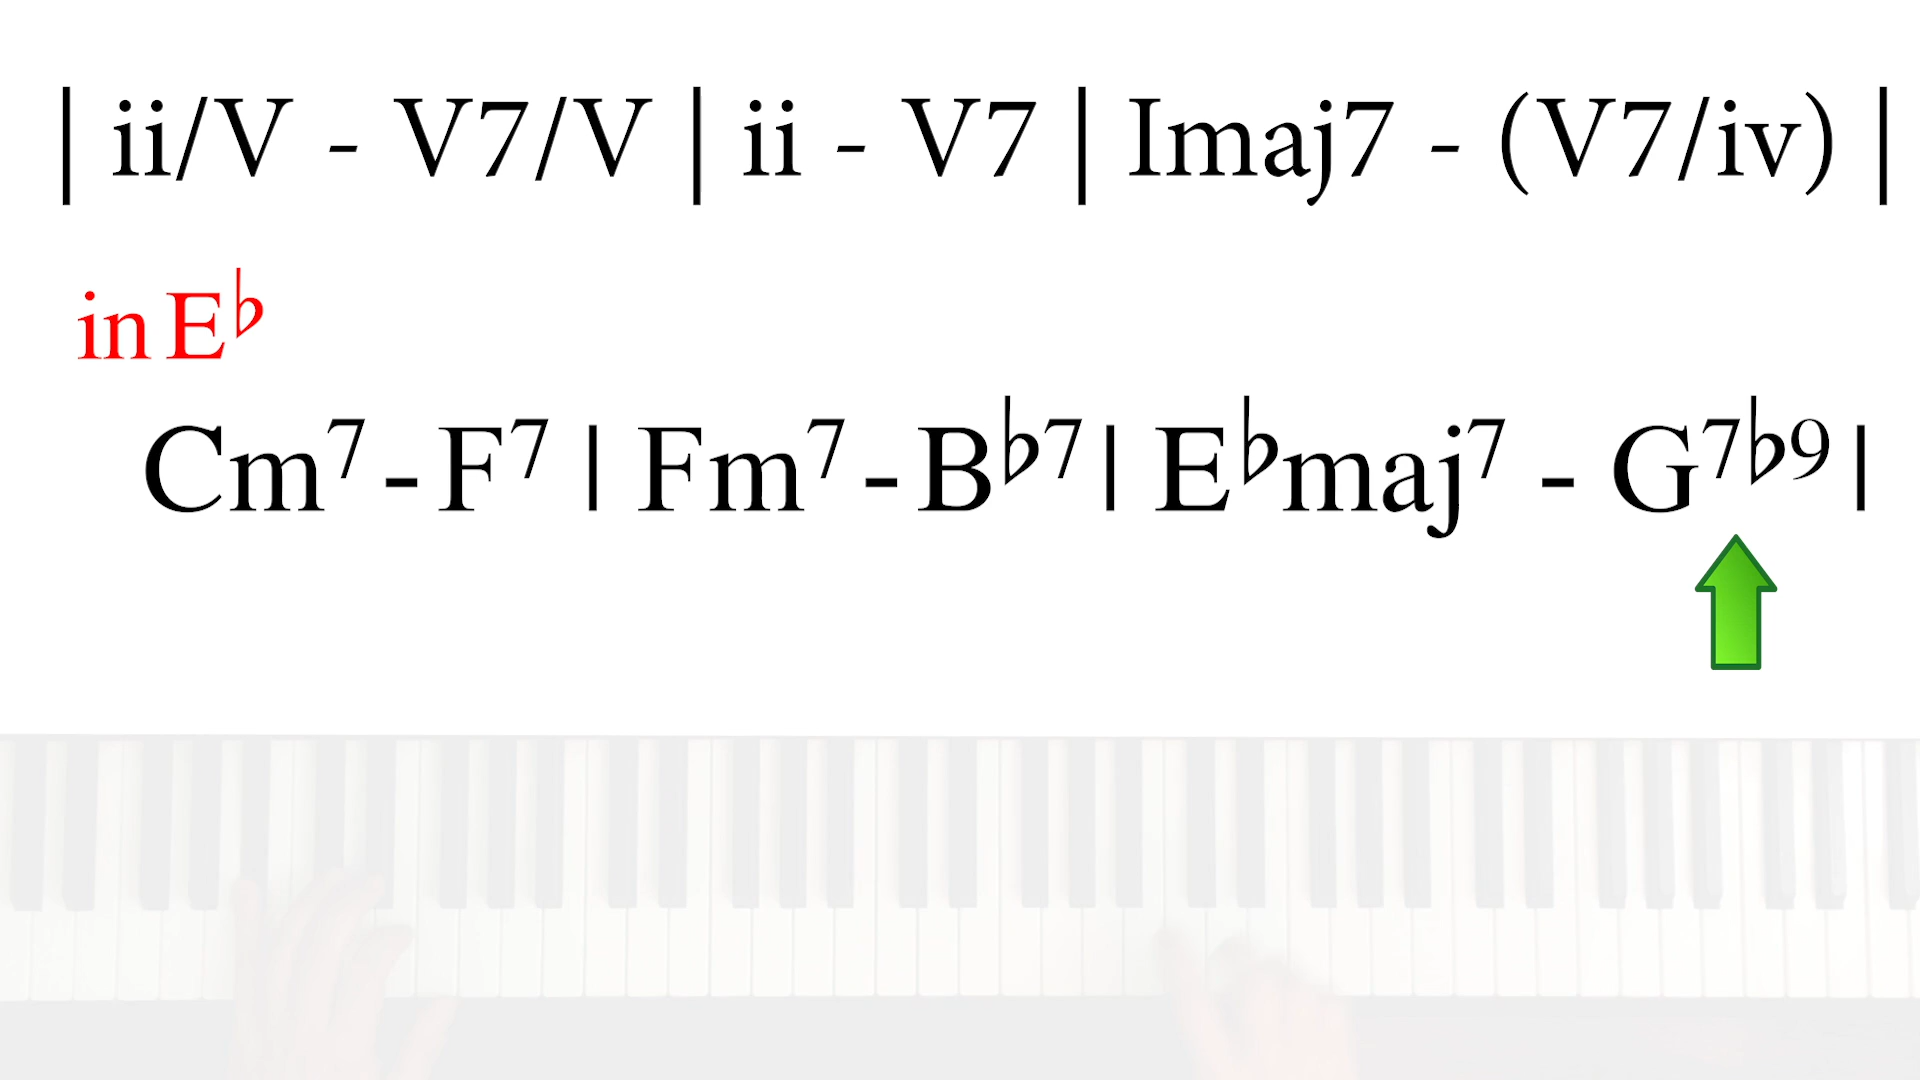 | ii/V - V7/V | ii - V7 | Imaj7 - (V7/iv) |
in E♭
Cm7 - F7 | Fm7 - B♭7 | E♭maj7 - G7♭9 |